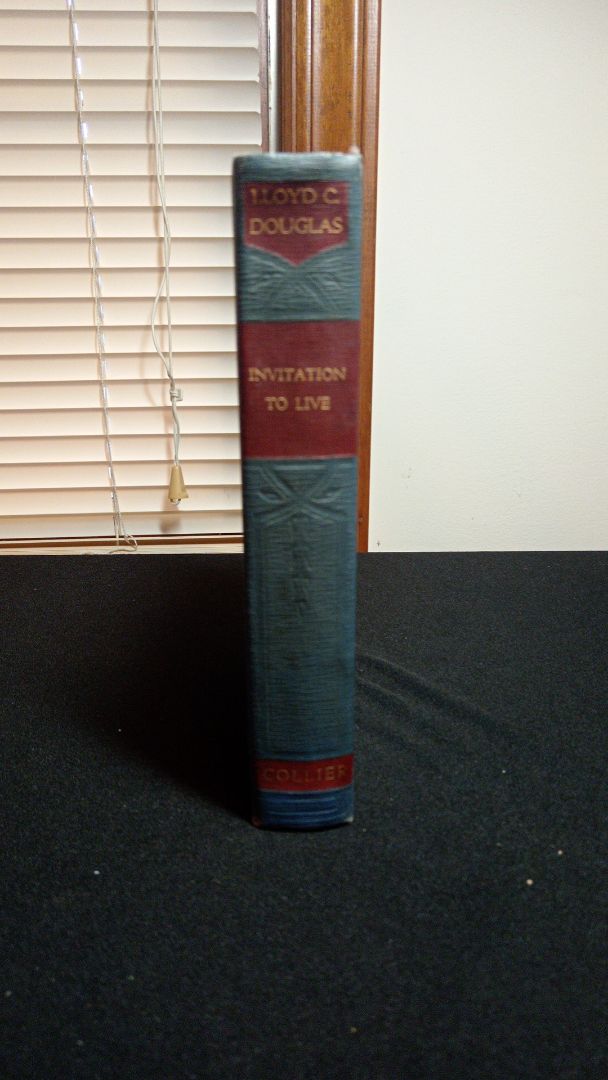 LLOYD C.
DOUGLAS
INVITATION
TO LIVE
COLLIER